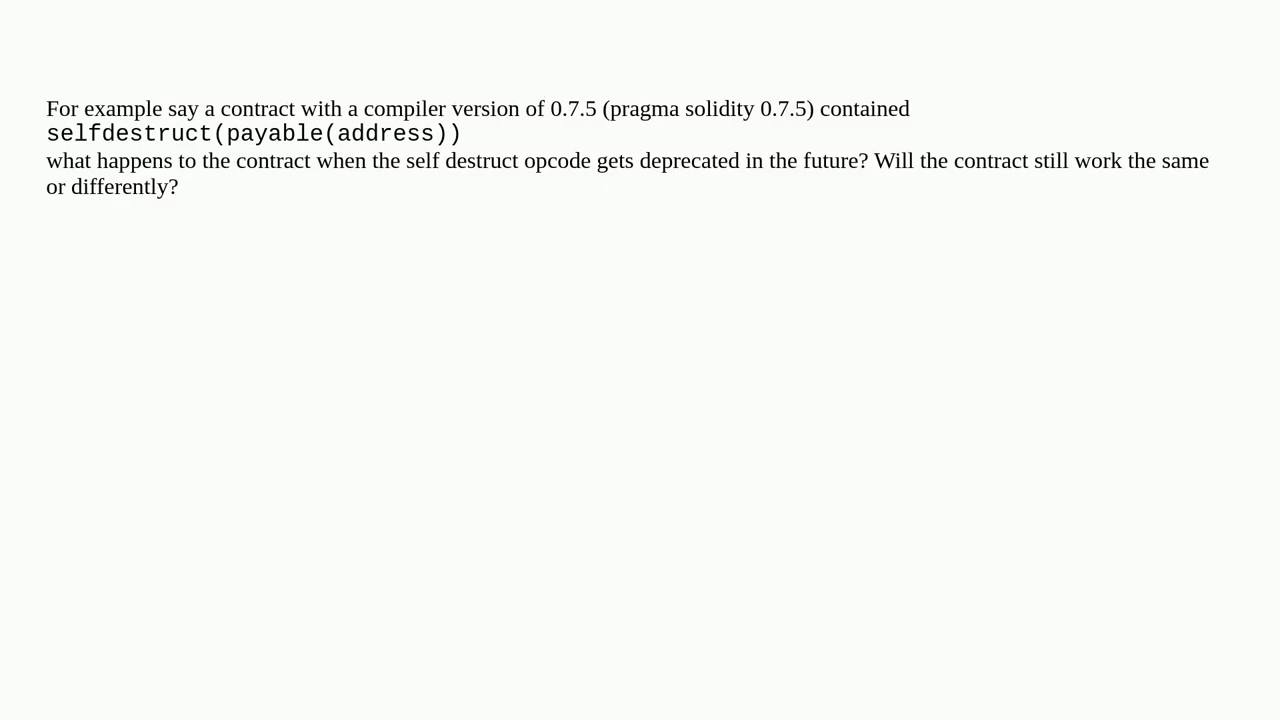 For example say a contract with a compiler version of 0.7.5 (pragma solidity 0.7.5) contained
selfdestruct(payable(address))
what happens to the contract when the self destruct opcode gets deprecated in the future? Will the contract still work the same
or differently?